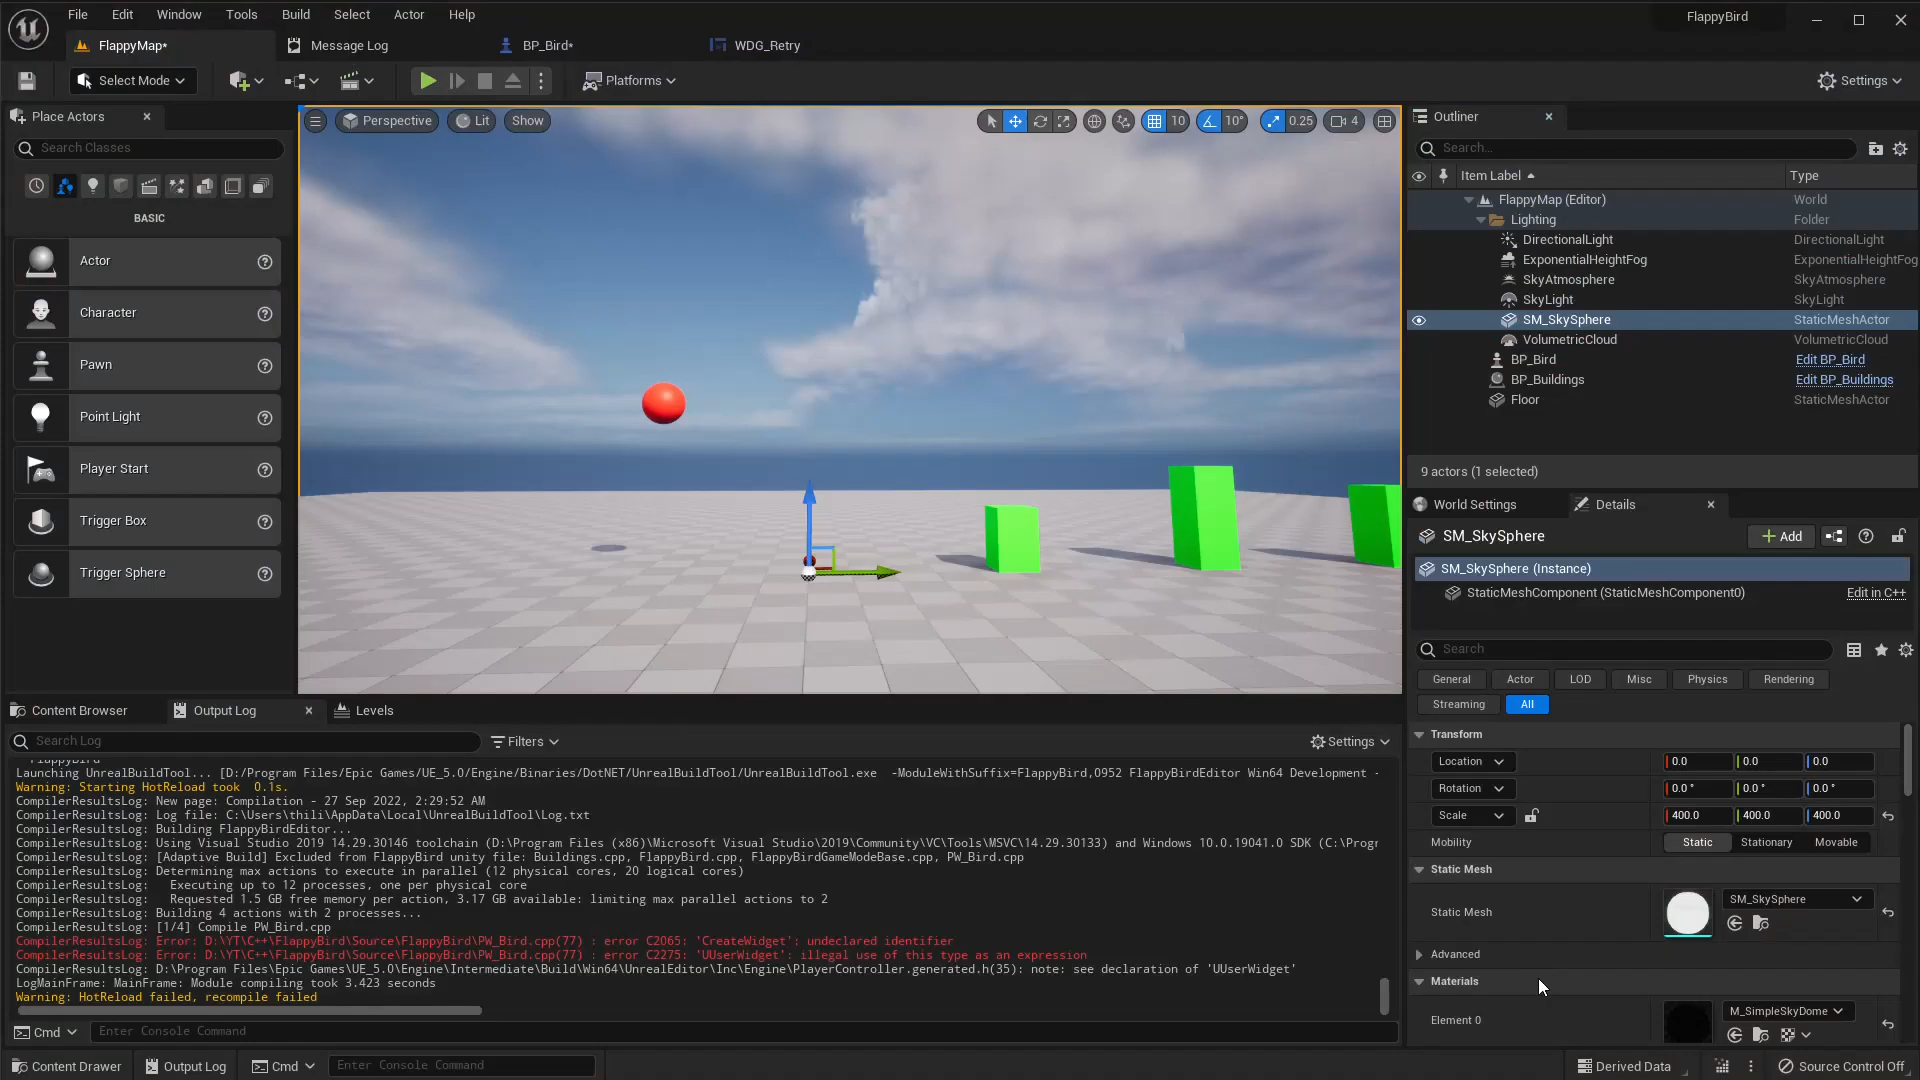 File Edit Window Tools Build Select Actor Help
FlappyBird
FlappyMap*
Message Log
BP_Bird*
WDG_Retry
Select Mode
Platforms
Settings
Place Actors
Search Classes
BASIC
Actor
Character
Pawn
Point Light
Player Start
Trigger Box
Trigger Sphere
Perspective
Lit
Show
10
10°
0.25
4
Outliner
Search...
Item Label
Type
FlappyMap (Editor)
World
Lighting
Folder
DirectionalLight
DirectionalLight
ExponentialHeightFog
ExponentialHeightFog
SkyAtmosphere
SkyAtmosphere
SkyLight
SkyLight
SM_SkySphere
StaticMeshActor
VolumetricCloud
VolumetricCloud
BP_Bird
Edit BP_Bird
BP_Buildings
Edit BP_Buildings
Floor
StaticMeshActor
9 actors (1 selected)
World Settings
Details
SM_SkySphere
Add
SM_SkySphere (Instance)
StaticMeshComponent (StaticMeshComponent0)
Edit in C++
Search
General
Actor
LOD
Misc
Physics
Rendering
Streaming
All
Transform
Location
0.0
0.0
0.0
Rotation
0.0 °
0.0 °
0.0 °
Scale
400.0
400.0
400.0
Mobility
Static
Stationary
Movable
Static Mesh
Static Mesh
SM_SkySphere
Advanced
Materials
Element 0
M_SimpleSkyDome
Content Browser
Output Log
Levels
Search Log
Filters
Settings
FlappyBird
Launching UnrealBuildTool... [D:/Program Files/Epic Games/UE_5.0/Engine/Binaries/DotNET/UnrealBuildTool/UnrealBuildTool.exe  -ModuleWithSuffix=FlappyBird,0952 FlappyBirdEditor Win64 Development -
Warning: Starting HotReload took  0.1s.
CompilerResultsLog: New page: Compilation - 27 Sep 2022, 2:29:52 AM
CompilerResultsLog: Log file: C:\Users\thili\AppData\Local\UnrealBuildTool\Log.txt
CompilerResultsLog: Building FlappyBirdEditor...
CompilerResultsLog: Using Visual Studio 2019 14.29.30146 toolchain (D:\Program Files (x86)\Microsoft Visual Studio\2019\Community\VC\Tools\MSVC\14.29.30133) and Windows 10.0.19041.0 SDK (C:\Progr
CompilerResultsLog: [Adaptive Build] Excluded from FlappyBird unity file: Buildings.cpp, FlappyBird.cpp, FlappyBirdGameModeBase.cpp, PW_Bird.cpp
CompilerResultsLog: Determining max actions to execute in parallel (12 physical cores, 20 logical cores)
CompilerResultsLog:   Executing up to 12 processes, one per physical core
CompilerResultsLog:   Requested 1.5 GB free memory per action, 3.17 GB available: limiting max parallel actions to 2
CompilerResultsLog: Building 4 actions with 2 processes...
CompilerResultsLog: [1/4] Compile PW_Bird.cpp
CompilerResultsLog: Error: D:\YT\C++\FlappyBird\Source\FlappyBird\PW_Bird.cpp(77) : error C2065: 'CreateWidget': undeclared identifier
CompilerResultsLog: Error: D:\YT\C++\FlappyBird\Source\FlappyBird\PW_Bird.cpp(77) : error C2275: 'UUserWidget': illegal use of this type as an expression
CompilerResultsLog: D:\Program Files\Epic Games\UE_5.0\Engine\Intermediate\Build\Win64\UnrealEditor\Inc\Engine\PlayerController.generated.h(35): note: see declaration of 'UUserWidget'
LogMainFrame: MainFrame: Module compiling took 3.423 seconds
Warning: HotReload failed, recompile failed
Cmd
Enter Console Command
Content Drawer
Output Log
Cmd
Enter Console Command
Derived Data
Source Control Off